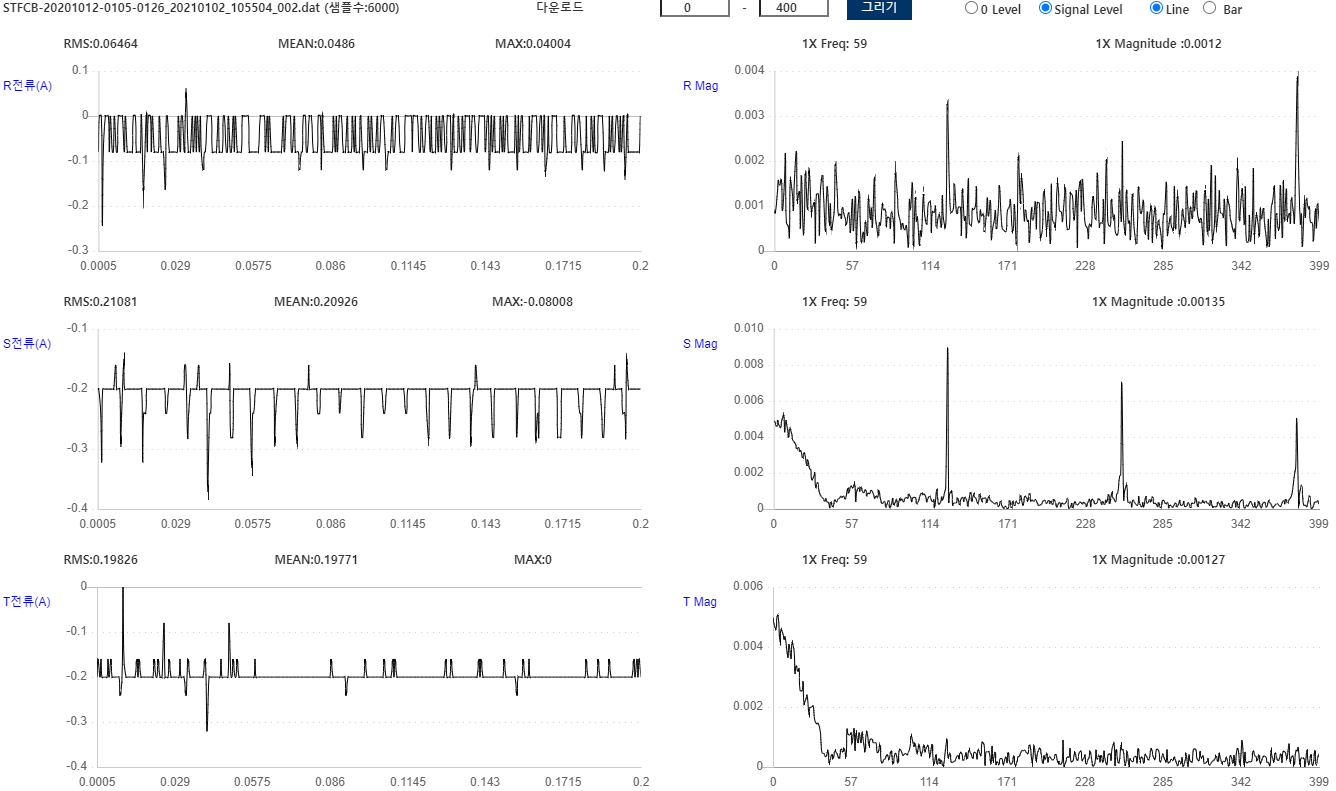 STFCB-20201012-0105-0126_20210102_105504_002.dat (샘플수:6000) 다운로드 0 - 400 그리기 0 Level Signal Level Line Bar
RMS:0.06464 MEAN:0.0486 MAX:0.04004 1X Freq: 59 1X Magnitude :0.0012
R전류(A)
0.1
0
-0.1
-0.2
-0.3
0.0005 0.029 0.0575 0.086 0.1145 0.143 0.1715 0.2
R Mag
0.004
0.003
0.002
0.001
0
0 57 114 171 228 285 342 399
RMS:0.21081 MEAN:0.20926 MAX:-0.08008 1X Freq: 59 1X Magnitude :0.00135
S전류(A)
-0.1
-0.2
-0.3
-0.4
0.0005 0.029 0.0575 0.086 0.1145 0.143 0.1715 0.2
S Mag
0.010
0.008
0.006
0.004
0.002
0
0 57 114 171 228 285 342 399
RMS:0.19826 MEAN:0.19771 MAX:0 1X Freq: 59 1X Magnitude :0.00127
T전류(A)
0
-0.1
-0.2
-0.3
-0.4
0.0005 0.029 0.0575 0.086 0.1145 0.143 0.1715 0.2
T Mag
0.006
0.004
0.002
0
0 57 114 171 228 285 342 399